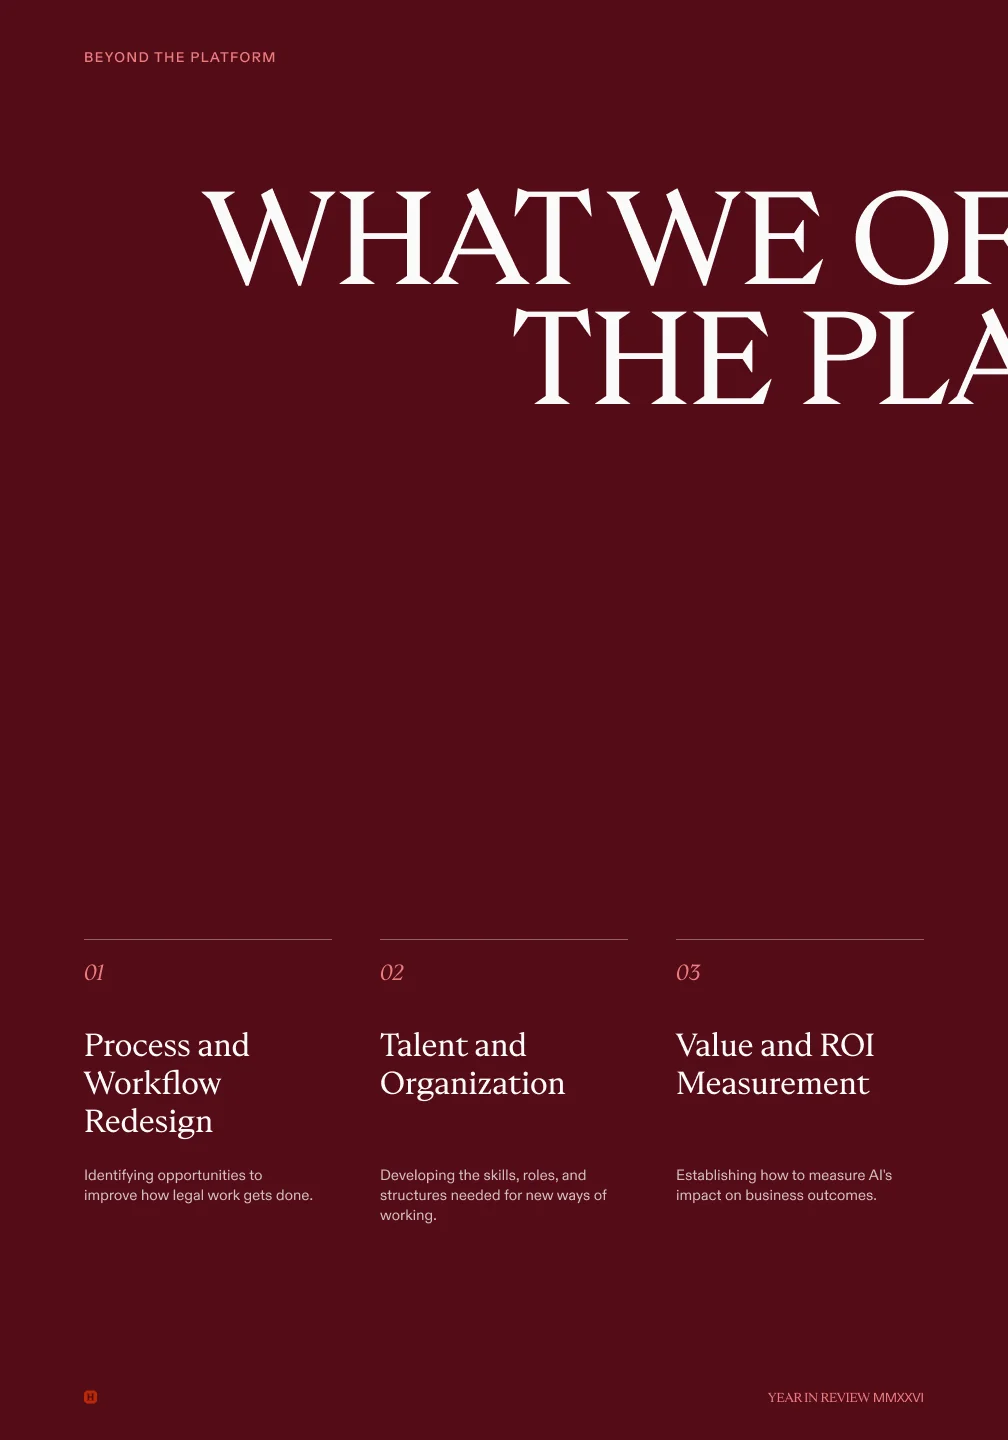 BEYOND THE PLATFORM
WHAT WE OF
THE PLA
01
Process and
Workflow
Redesign
Identifying opportunities to
improve how legal work gets done.
02
Talent and
Organization
Developing the skills, roles, and
structures needed for new ways of
working.
03
Value and ROI
Measurement
Establishing how to measure AI's
impact on business outcomes.
H
YEAR IN REVIEW MMXXVI